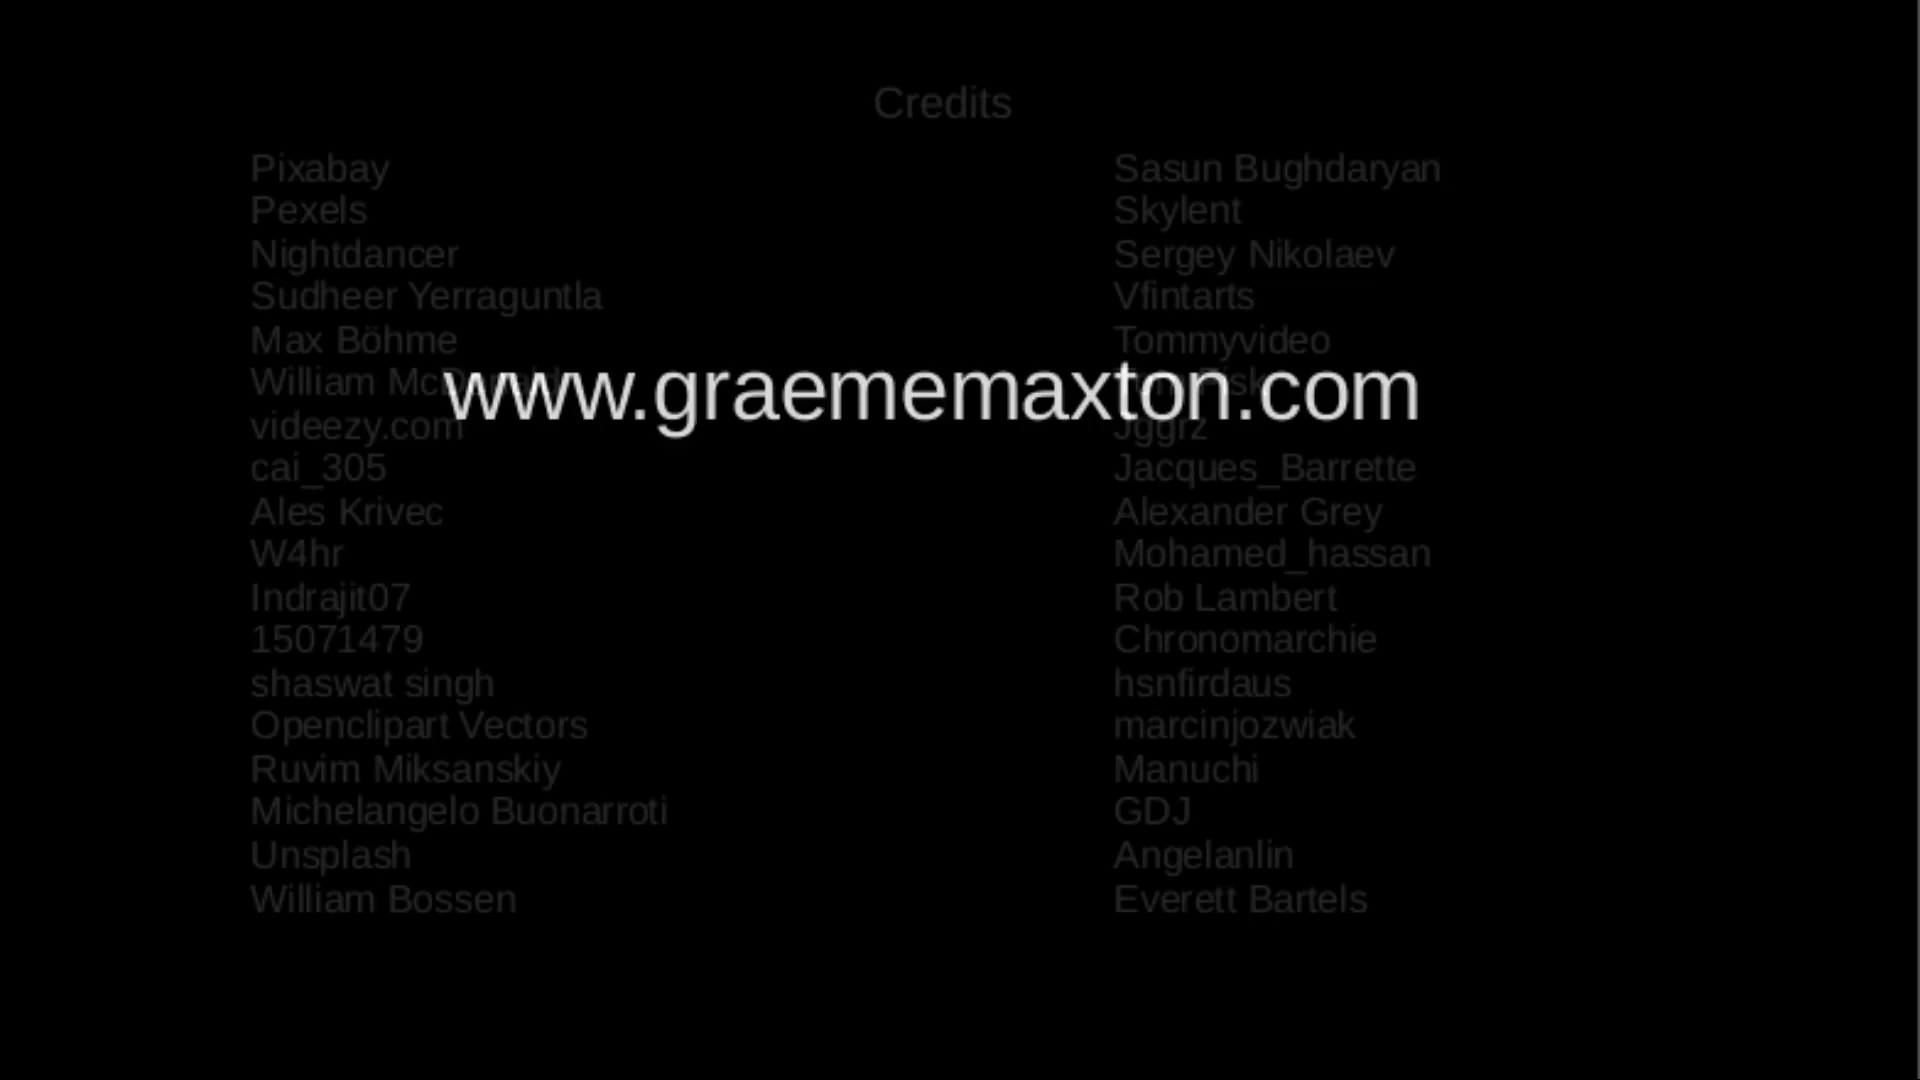 Credits
Pixabay
Pexels
Nightdancer
Sudheer Yerraguntla
Max Böhme
William
www.graememaxton.com
videezy.com
cai_305
Ales Krivec
W4hr
Indrajit07
15071479
shaswat singh
Openclipart Vectors
Ruvim Miksanskiy
Michelangelo Buonarroti
Unsplash
William Bossen
Sasun Bughdaryan
Skylent
Sergey Nikolaev
Vfintarts
Tommyvideo
Jggrz
Jacques_Barrette
Alexander Grey
Mohamed_hassan
Rob Lambert
Chronomarchie
hsnfirdaus
marcinjozwiak
Manuchi
GDJ
Angelanlin
Everett Bartels